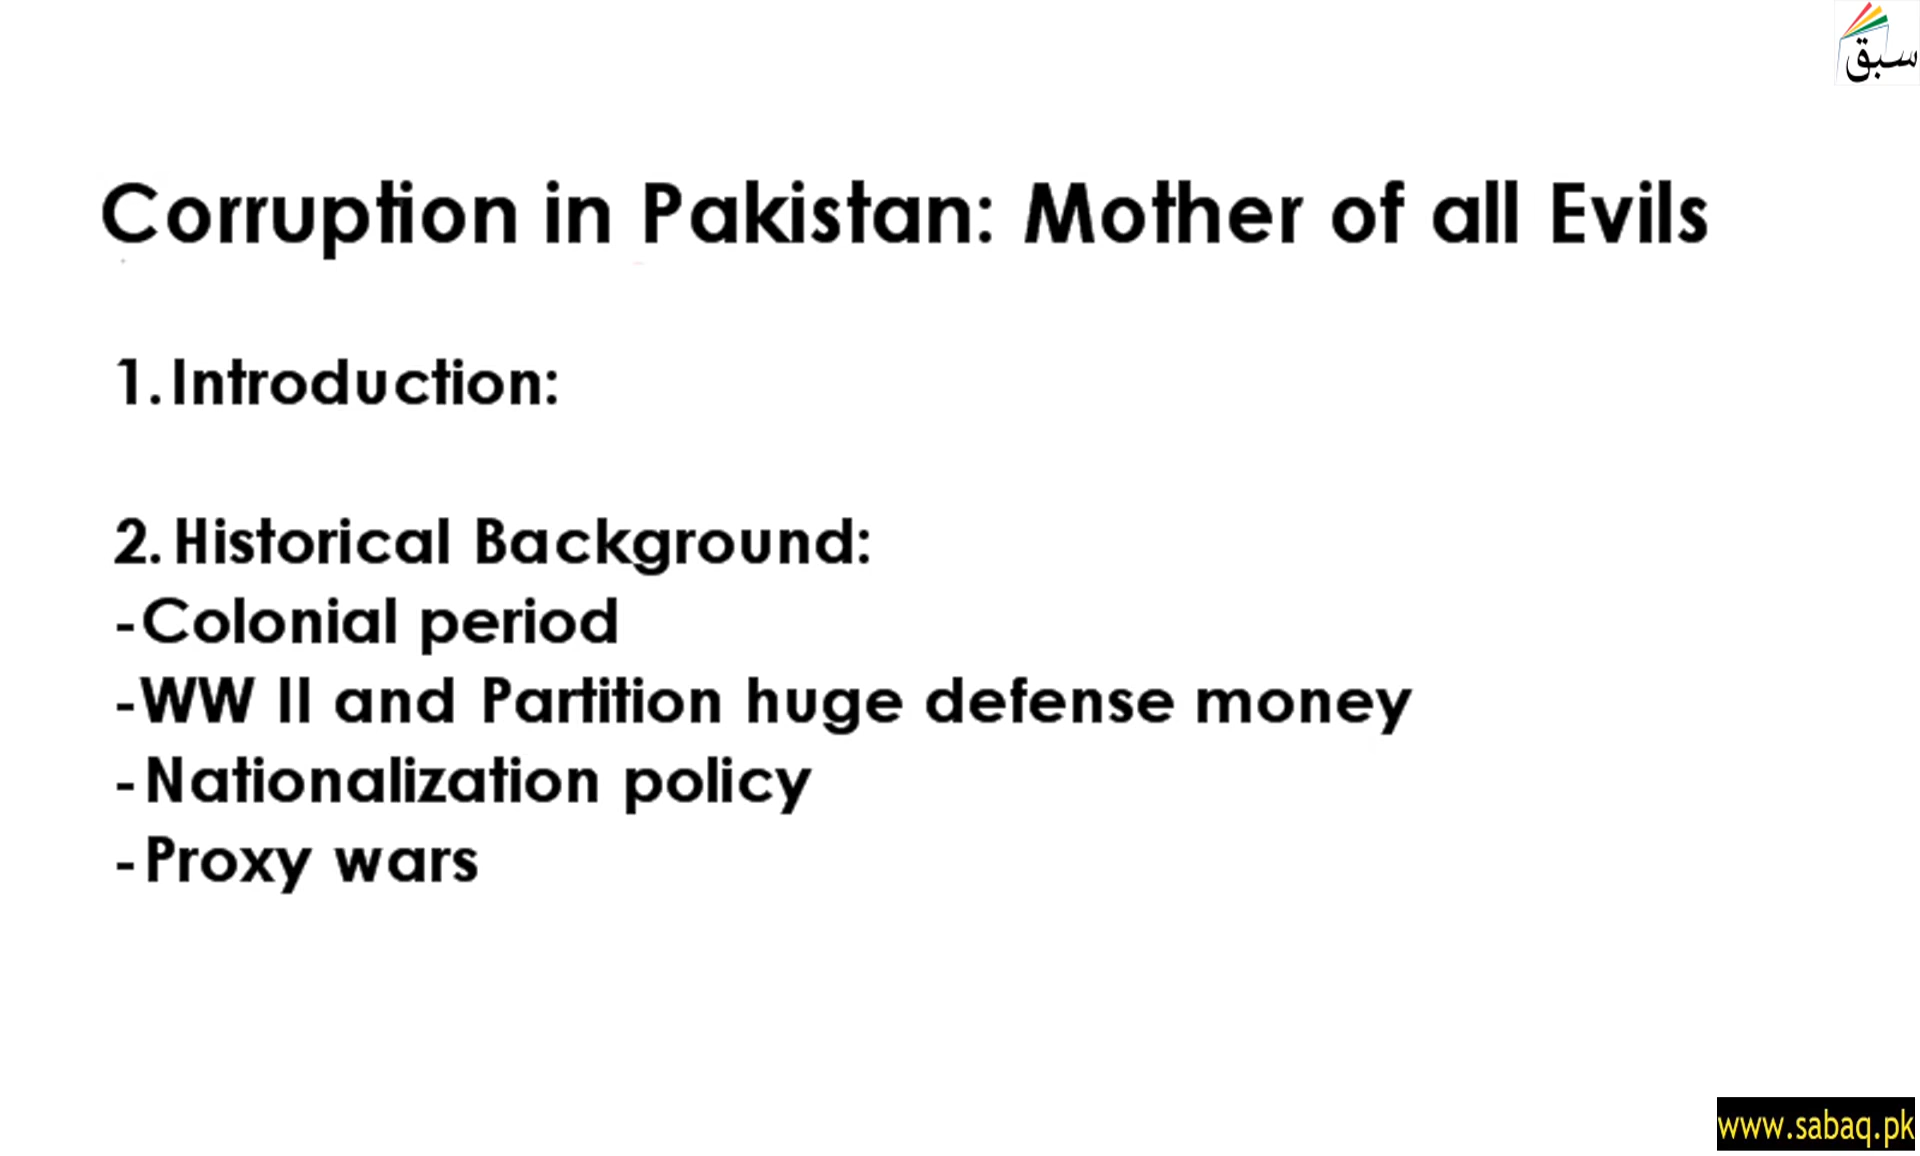 سبق
Corruption in Pakistan: Mother of all Evils
1. Introduction:
2. Historical Background:
-Colonial period
-WW II and Partition huge defense money
-Nationalization policy
-Proxy wars
www.sabaq.pk